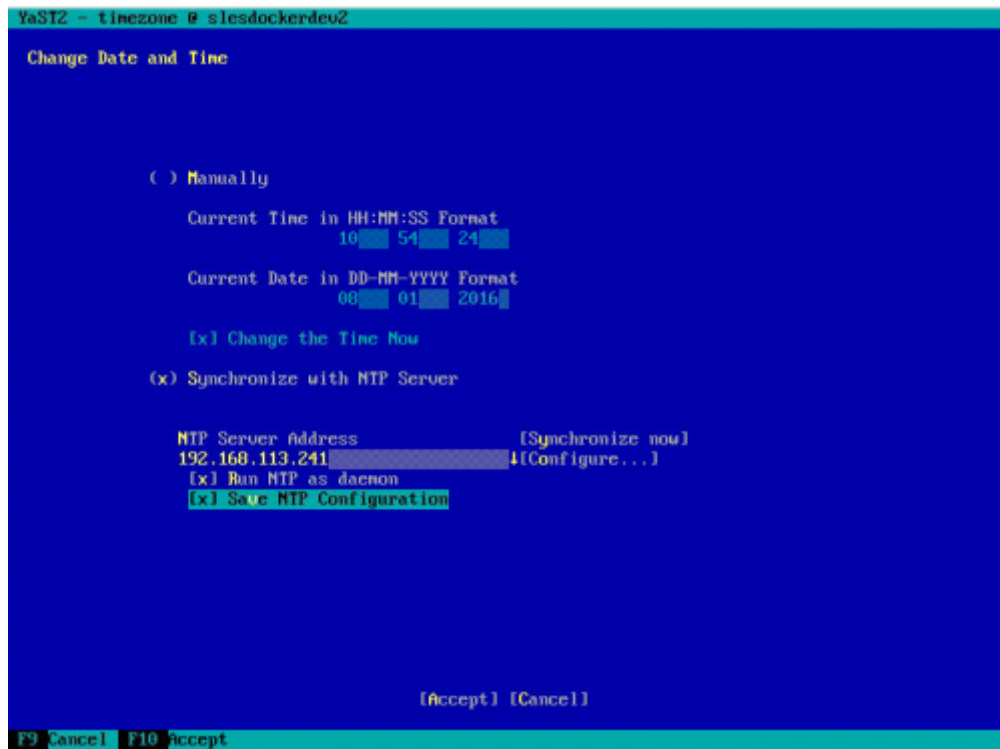 YaST2 - timezone @ slesdockerdev2
Change Date and Time
( ) Manually
Current Time in HH:MM:SS Format
10 54 24
Current Date in DD-MM-YYYY Format
08 01 2016
[x] Change the Time Now
(x) Synchronize with NTP Server
NTP Server Address [Synchronize now]
192.168.113.241 ↓[Configure...]
[x] Run NTP as daemon
[x] Save NTP Configuration
[Accept] [Cancel]
F9 Cancel F10 Accept